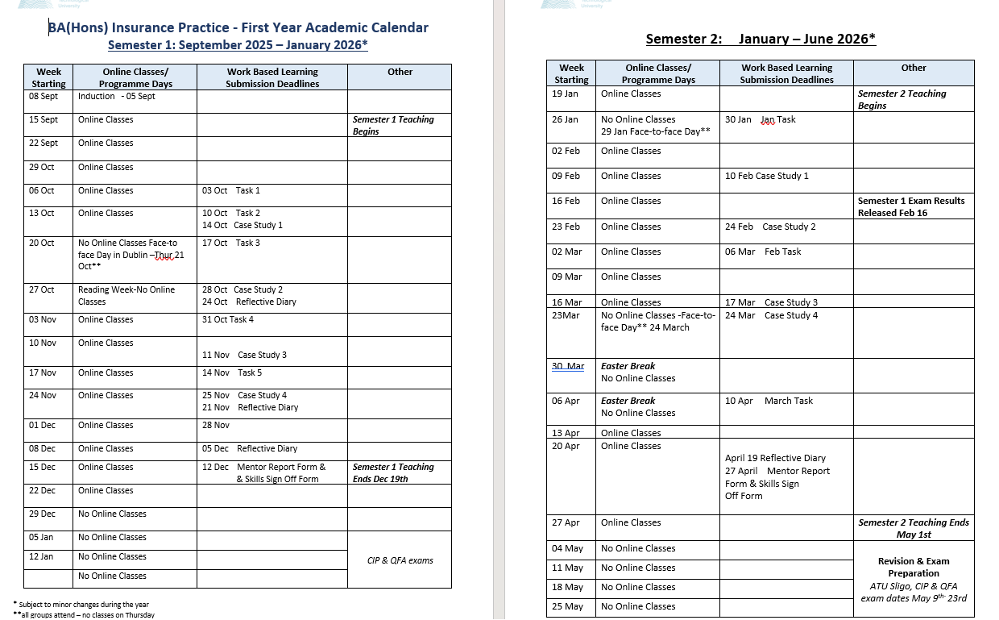 Technological
University
BA(Hons) Insurance Practice - First Year Academic Calendar
Semester 1: September 2025 – January 2026*
Week Starting | Online Classes/ Programme Days | Work Based Learning Submission Deadlines | Other
08 Sept | Induction - 05 Sept
15 Sept | Online Classes | Semester 1 Teaching Begins
22 Sept | Online Classes
29 Oct | Online Classes
06 Oct | Online Classes | 03 Oct Task 1
13 Oct | Online Classes | 10 Oct Task 2
14 Oct Case Study 1
20 Oct | No Online Classes Face-to face Day in Dublin –Thur 21 Oct** | 17 Oct Task 3
27 Oct | Reading Week-No Online Classes | 28 Oct Case Study 2
24 Oct Reflective Diary
03 Nov | Online Classes | 31 Oct Task 4
10 Nov | Online Classes | 11 Nov Case Study 3
17 Nov | Online Classes | 14 Nov Task 5
24 Nov | Online Classes | 25 Nov Case Study 4
21 Nov Reflective Diary
01 Dec | Online Classes | 28 Nov
08 Dec | Online Classes | 05 Dec Reflective Diary
15 Dec | Online Classes | 12 Dec Mentor Report Form & & Skills Sign Off Form | Semester 1 Teaching Ends Dec 19th
22 Dec | Online Classes
29 Dec | No Online Classes
05 Jan | No Online Classes | CIP & QFA exams
12 Jan | No Online Classes
No Online Classes
* Subject to minor changes during the year
**all groups attend – no classes on Thursday
Technological
University
Semester 2: January – June 2026*
Week Starting | Online Classes/ Programme Days | Work Based Learning Submission Deadlines | Other
19 Jan | Online Classes | Semester 2 Teaching Begins
26 Jan | No Online Classes 29 Jan Face-to-face Day** | 30 Jan Jan Task
02 Feb | Online Classes
09 Feb | Online Classes | 10 Feb Case Study 1
16 Feb | Online Classes | Semester 1 Exam Results Released Feb 16
23 Feb | Online Classes | 24 Feb Case Study 2
02 Mar | Online Classes | 06 Mar Feb Task
09 Mar | Online Classes
16 Mar | Online Classes | 17 Mar Case Study 3
23Mar | No Online Classes -Face-to-face Day** 24 March | 24 Mar Case Study 4
30 Mar | Easter Break No Online Classes
06 Apr | Easter Break No Online Classes | 10 Apr March Task
13 Apr | Online Classes
20 Apr | Online Classes | April 19 Reflective Diary
27 April Mentor Report Form & Skills Sign Off Form
27 Apr | Online Classes | Semester 2 Teaching Ends May 1st
04 May | No Online Classes | Revision & Exam Preparation
ATU Sligo, CIP & QFA exam dates May 9th- 23rd
11 May | No Online Classes
18 May | No Online Classes
25 May | No Online Classes